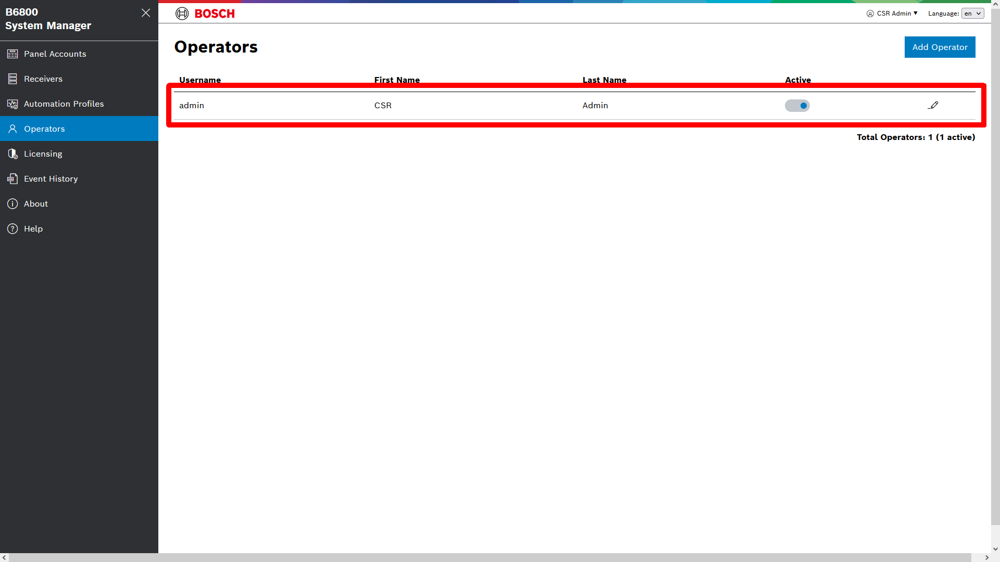 B6800
System Manager
Panel Accounts
Receivers
Automation Profiles
Operators
Licensing
Event History
About
Help
BOSCH
CSR Admin
Language: en
Operators
Add Operator
Username First Name Last Name Active
admin CSR Admin
Total Operators: 1 (1 active)